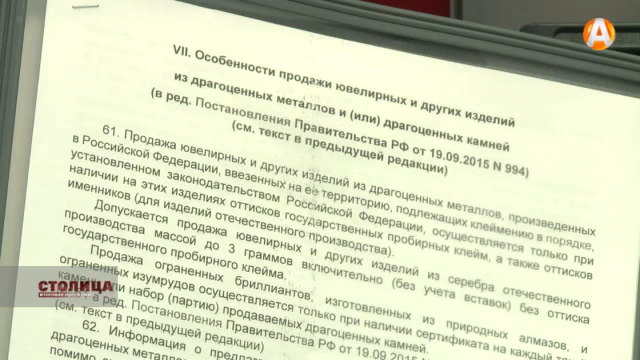 А
VII. Особенности продажи ювелирных и других изделий
из драгоценных металлов и (или) драгоценных камней
(в ред. Постановления Правительства РФ от 19.09.2015 N 994)
(см. текст в предыдущей редакции)
61. Продажа ювелирных и других изделий из драгоценных металлов, произведенных
в Российской Федерации, ввезенных на ее территорию, подлежащих клеймению в порядке,
установленном законодательством Российской Федерации, осуществляется только при
наличии на этих изделиях оттисков государственных пробирных клейм, а также оттисков
именников (для изделий отечественного производства).
Допускается продажа ювелирных и других изделий из серебра отечественного
производства массой до 3 граммов включительно (без учета вставок) без оттиска
государственного пробирного клейма.
Продажа ограненных бриллиантов, изготовленных из природных алмазов, и
ограненных изумрудов осуществляется только при наличии сертификата на каждый
или набор (партию) продаваемых драгоценных камней.
в ред. Постановления Правительства РФ от 19.09.2015 N 994)
(см. текст в предыдущей редакции)
62. Информация о
драгоценных
помимо
СТОЛИЦА